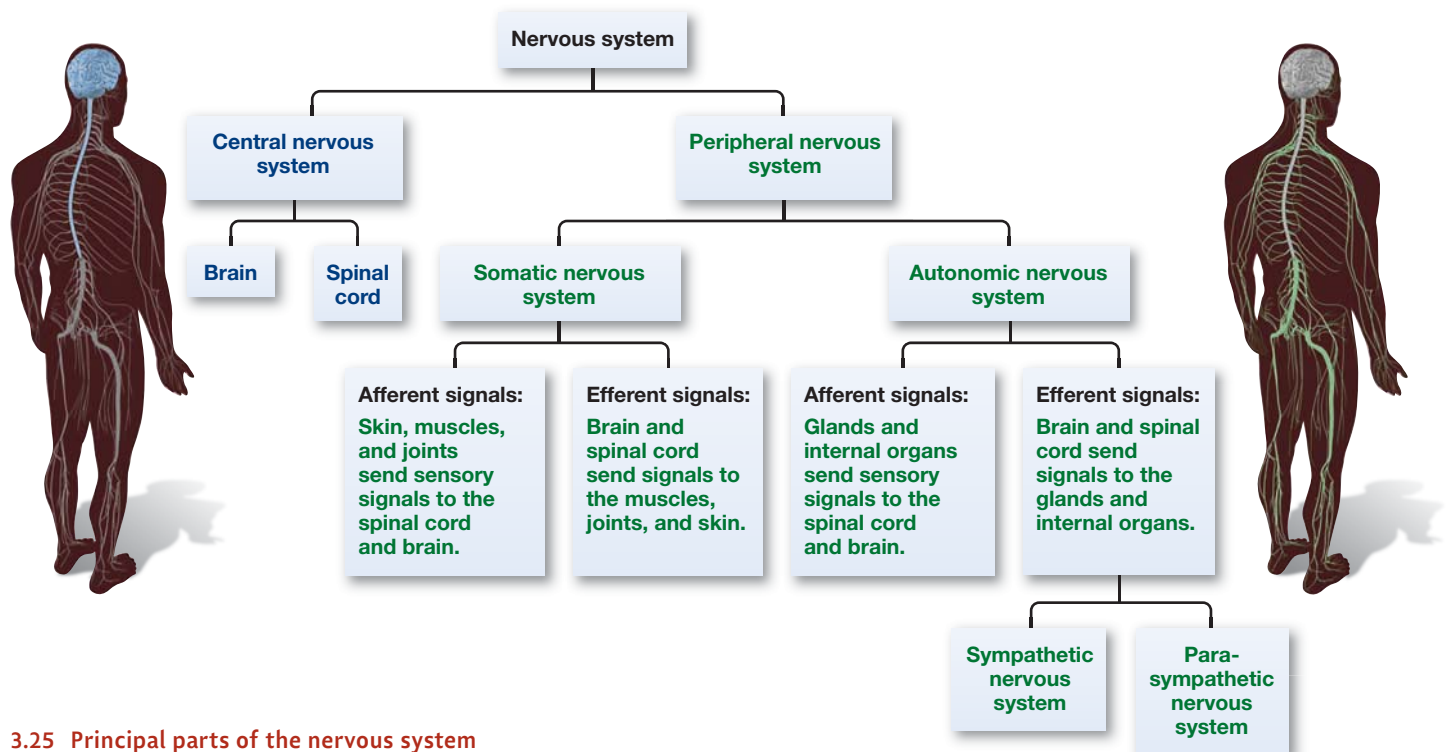 Nervous system
Central nervous
system
Peripheral nervous
system
Brain
Spinal
cord
Somatic nervous
system
Autonomic nervous
system
Afferent signals:
Skin, muscles,
and joints
send sensory
signals to the
spinal cord
and brain.
Efferent signals:
Brain and
spinal cord
send signals to
the muscles,
joints, and skin.
Afferent signals:
Glands and
internal organs
send sensory
signals to the
spinal cord
and brain.
Efferent signals:
Brain and spinal
cord send
signals to the
glands and
internal organs.
Sympathetic
nervous
system
Para-
sympathetic
nervous
system
3.25 Principal parts of the nervous system